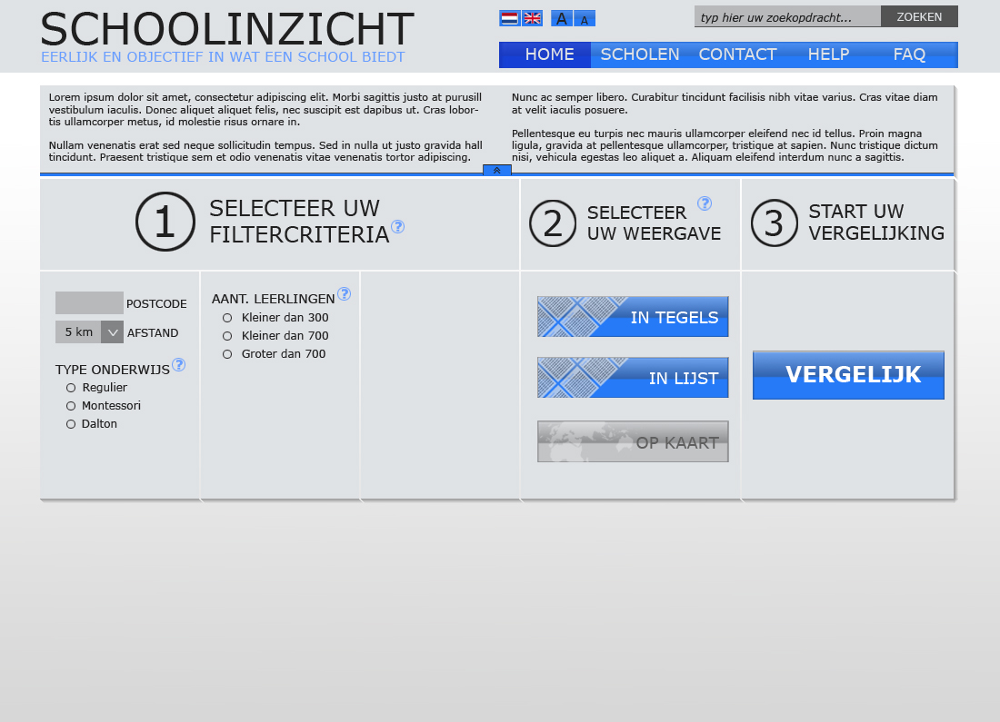 SCHOOLINZICHT
EERLIJK EN OBJECTIEF IN WAT EEN SCHOOL BIEDT
A A
typ hier uw zoekopdracht...
ZOEKEN
HOME SCHOLEN CONTACT HELP FAQ
Lorem ipsum dolor sit amet, consectetur adipiscing elit. Morbi sagittis justo at purusill
vestibulum iaculis. Donec aliquet aliquet felis, nec suscipit est dapibus ut. Cras lobor-
tis ullamcorper metus, id molestie risus ornare in.
Nullam venenatis erat sed neque sollicitudin tempus. Sed in nulla ut justo gravida hall
tincidunt. Praesent tristique sem et odio venenatis vitae venenatis tortor adipiscing.
Nunc ac semper libero. Curabitur tincidunt facilisis nibh vitae varius. Cras vitae diam
at velit iaculis posuere.
Pellentesque eu turpis nec mauris ullamcorper eleifend nec id tellus. Proin magna
ligula, gravida at pellentesque ullamcorper, tristique at sapien. Nunc tristique dictum
nisi, vehicula egestas leo aliquet a. Aliquam eleifend interdum nunc a sagittis.
1
SELECTEER UW
FILTERCRITERIA ?
2
SELECTEER ?
UW WEERGAVE
3
START UW
VERGELIJKING
POSTCODE
5 km AFSTAND
TYPE ONDERWIJS ?
Regulier
Montessori
Dalton
AANT. LEERLINGEN ?
Kleiner dan 300
Kleiner dan 700
Groter dan 700
IN TEGELS
IN LIJST
OP KAART
VERGELIJK